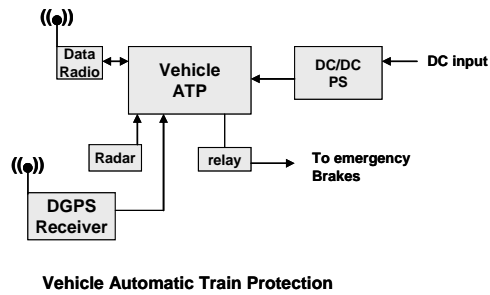 ((•))
Data
Radio
Vehicle
ATP
DC/DC
PS
DC input
Radar
relay
To emergency
Brakes
((•))
DGPS
Receiver
Vehicle Automatic Train Protection